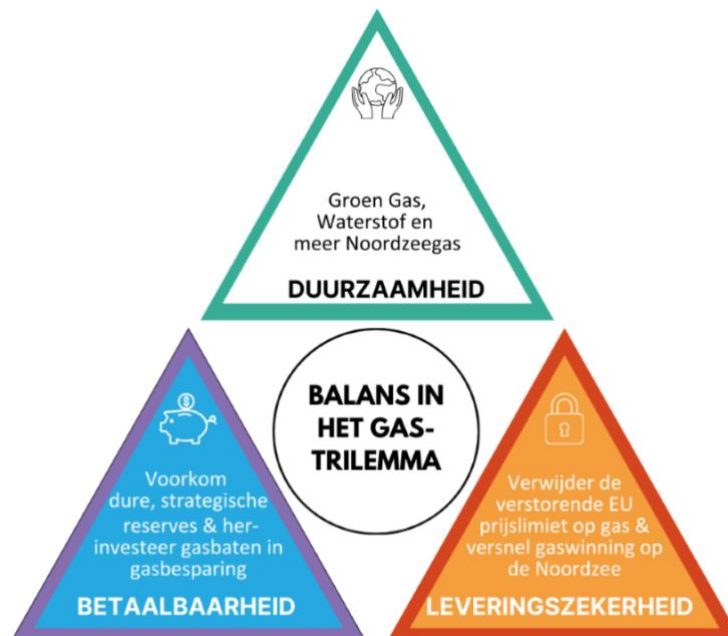 Groen Gas,
Waterstof en
meer Noordzeegas
DUURZAAMHEID
BALANS IN
HET GAS-
TRILEMMA
$
Voorkom
dure, strategische
reserves & her-
investeer gasbaten in
gasbesparing
BETAALBAARHEID
Verwijder de
verstorende EU
prijslimiet op gas &
versnel gaswinning op
de Noordzee
LEVERINGSZEKERHEID